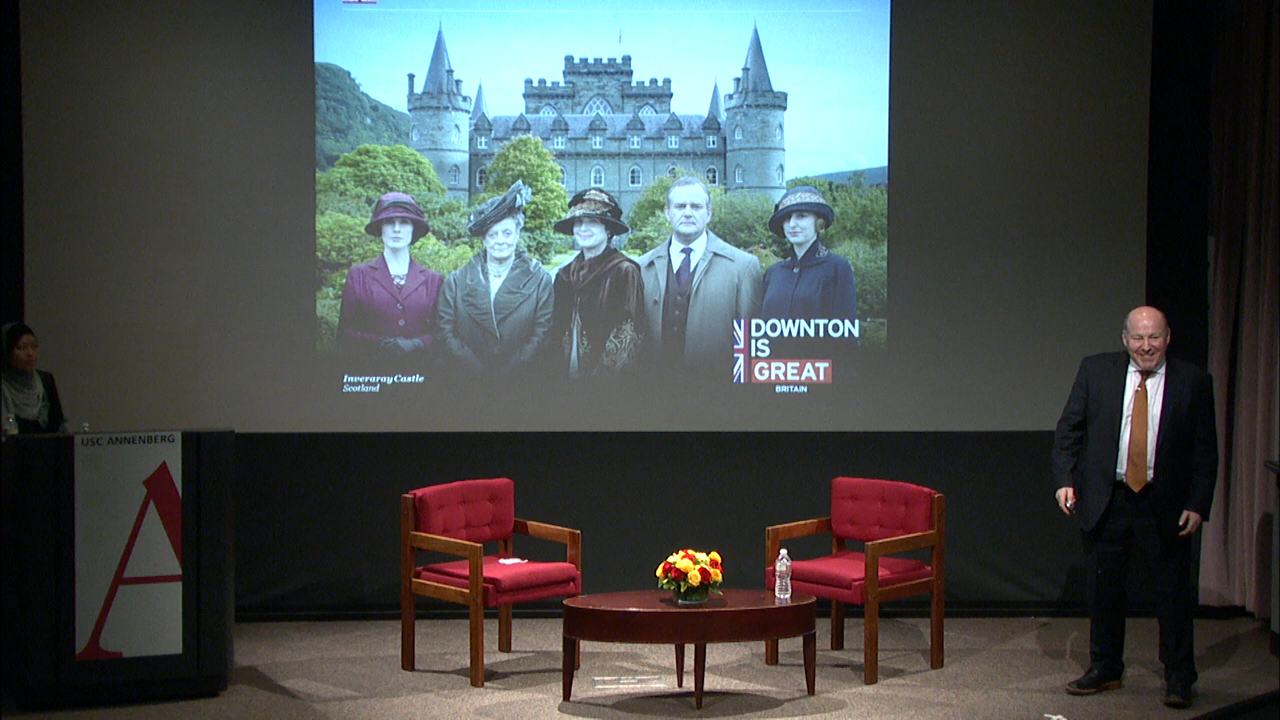 DOWNTON
IS
GREAT
BRITAIN
Inveraray Castle
Scotland
USC ANNENBERG
A